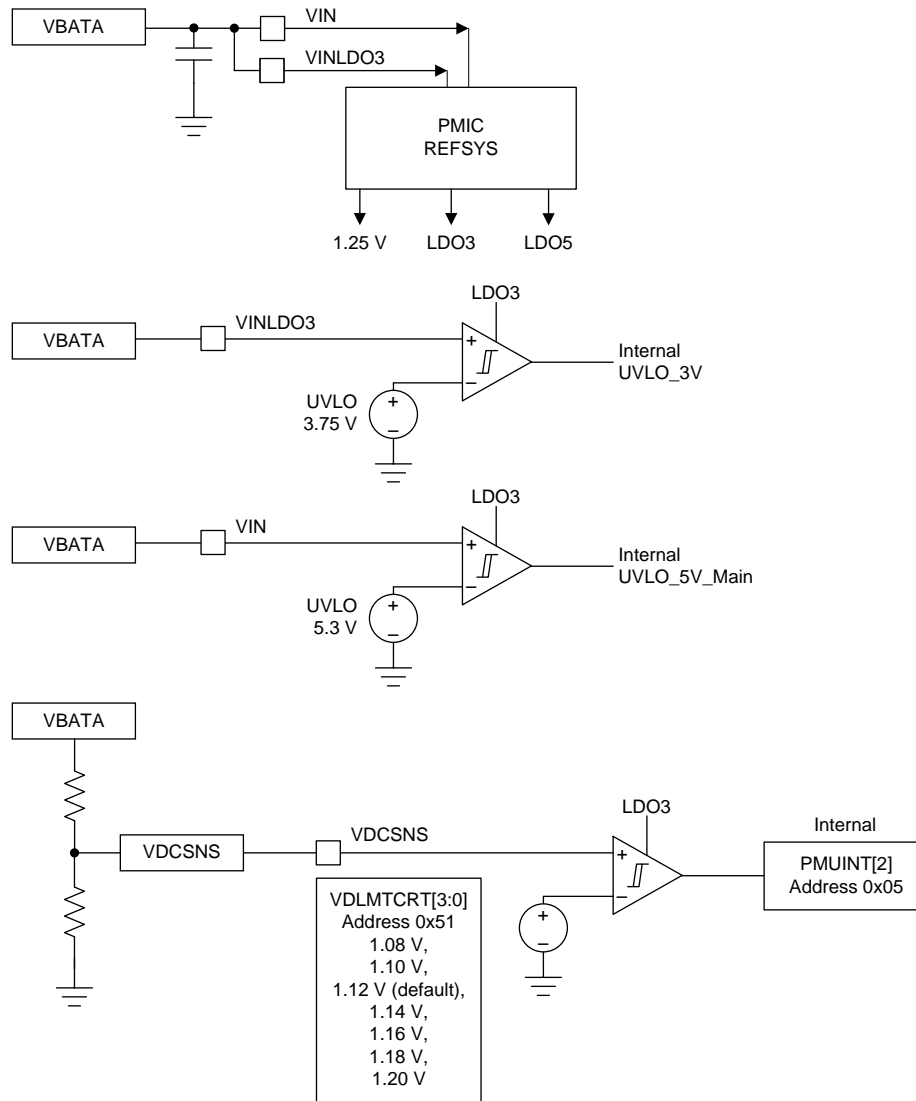 VBATA
VIN
VINLDO3
PMIC
REFSYS
1.25 V
LDO3
LDO5
LDO3
VBATA
VINLDO3
+
−
Internal
UVLO_3V
UVLO
3.75 V
+
−
LDO3
VBATA
VIN
+
−
Internal
UVLO_5V_Main
UVLO
5.3 V
+
−
VBATA
VDCSNS
VDCSNS
LDO3
+
−
+
−
Internal
PMUINT[2]
Address 0x05
VDLMTCRT[3:0]
Address 0x51
1.08 V,
1.10 V,
1.12 V (default),
1.14 V,
1.16 V,
1.18 V,
1.20 V